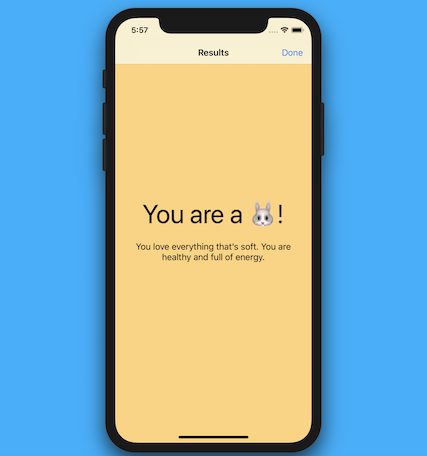 5:57
Results
Done
You are a 🐰!
You love everything that's soft. You are
healthy and full of energy.